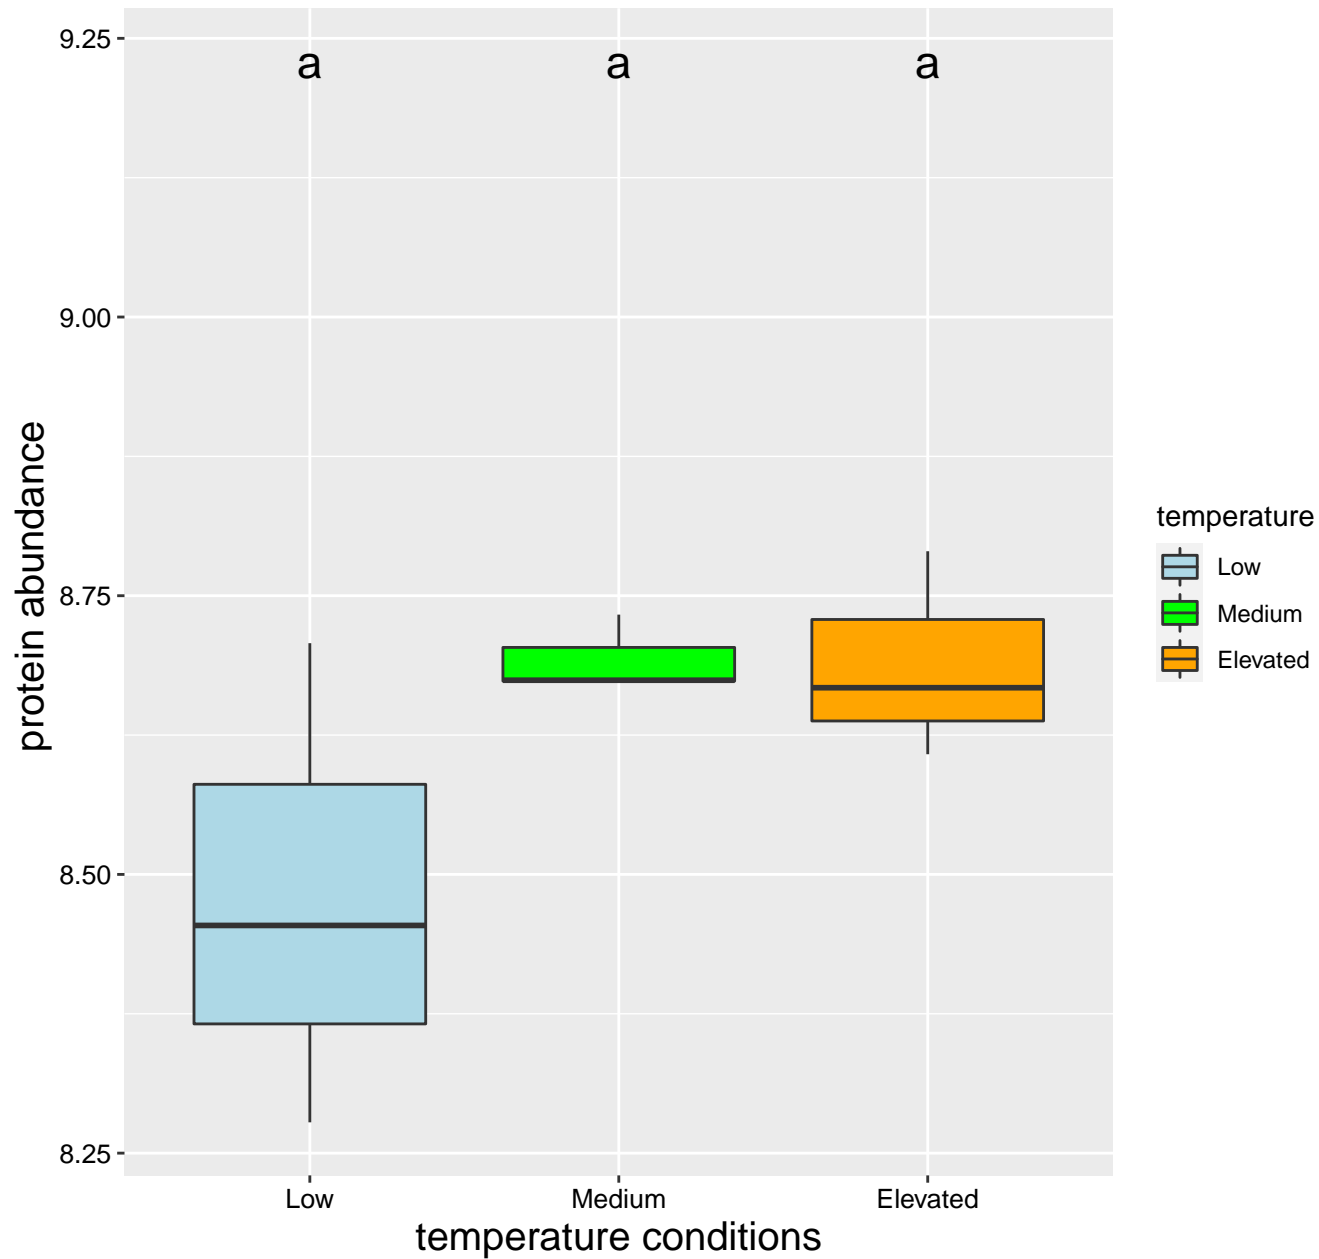 9.25
9.00
8.75
8.50
8.25
protein abundance
a a a
Low Medium Elevated
temperature conditions
temperature
Low
Medium
Elevated